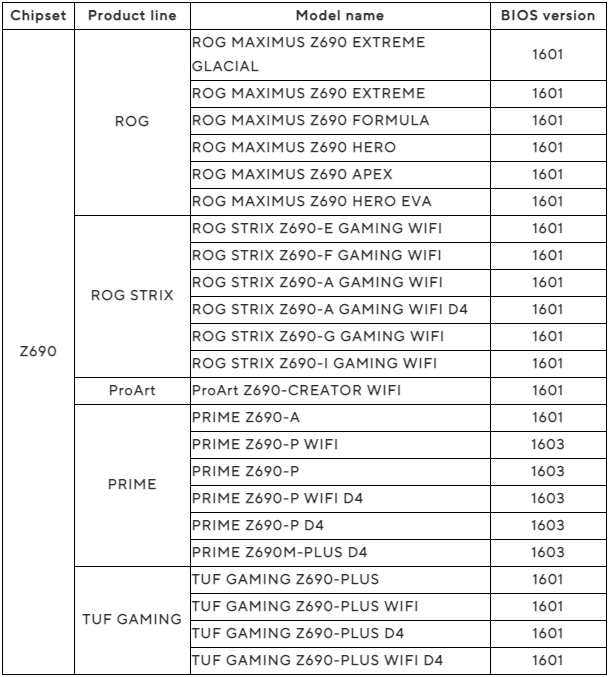 Chipset Product line Model name BIOS version
Z690
ROG
ROG MAXIMUS Z690 EXTREME
GLACIAL
1601
ROG MAXIMUS Z690 EXTREME 1601
ROG MAXIMUS Z690 FORMULA 1601
ROG MAXIMUS Z690 HERO 1601
ROG MAXIMUS Z690 APEX 1601
ROG MAXIMUS Z690 HERO EVA 1601
ROG STRIX
ROG STRIX Z690-E GAMING WIFI 1601
ROG STRIX Z690-F GAMING WIFI 1601
ROG STRIX Z690-A GAMING WIFI 1601
ROG STRIX Z690-A GAMING WIFI D4 1601
ROG STRIX Z690-G GAMING WIFI 1601
ROG STRIX Z690-I GAMING WIFI 1601
ProArt ProArt Z690-CREATOR WIFI 1601
PRIME
PRIME Z690-A 1601
PRIME Z690-P WIFI 1603
PRIME Z690-P 1603
PRIME Z690-P WIFI D4 1603
PRIME Z690-P D4 1603
PRIME Z690M-PLUS D4 1603
TUF GAMING
TUF GAMING Z690-PLUS 1601
TUF GAMING Z690-PLUS WIFI 1601
TUF GAMING Z690-PLUS D4 1601
TUF GAMING Z690-PLUS WIFI D4 1601